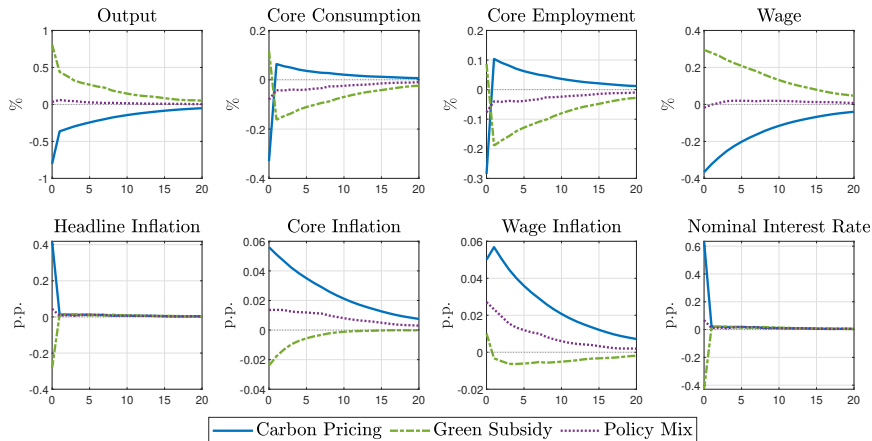 Output
Core Consumption
Core Employment
Wage
1
0.5
0
-0.5
-1
%
0 5 10 15 20
0.2
0
-0.2
-0.4
%
0 5 10 15 20
0.2
0.1
0
-0.1
-0.2
-0.3
%
0 5 10 15 20
0.4
0.2
0
-0.2
-0.4
%
0 5 10 15 20
Headline Inflation
Core Inflation
Wage Inflation
Nominal Interest Rate
0.4
0.2
0
-0.2
-0.4
p.p.
0 5 10 15 20
0.06
0.04
0.02
0
-0.02
-0.04
p.p.
0 5 10 15 20
0.06
0.04
0.02
0
-0.02
p.p.
0 5 10 15 20
0.6
0.4
0.2
0
-0.2
-0.4
p.p.
0 5 10 15 20
Carbon Pricing Green Subsidy Policy Mix